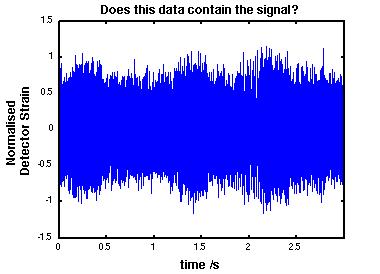 Does this data contain the signal?
1.5
1
0.5
0
-0.5
-1
-1.5
Normalised
Detector Strain
0 0.5 1 1.5 2 2.5
time /s